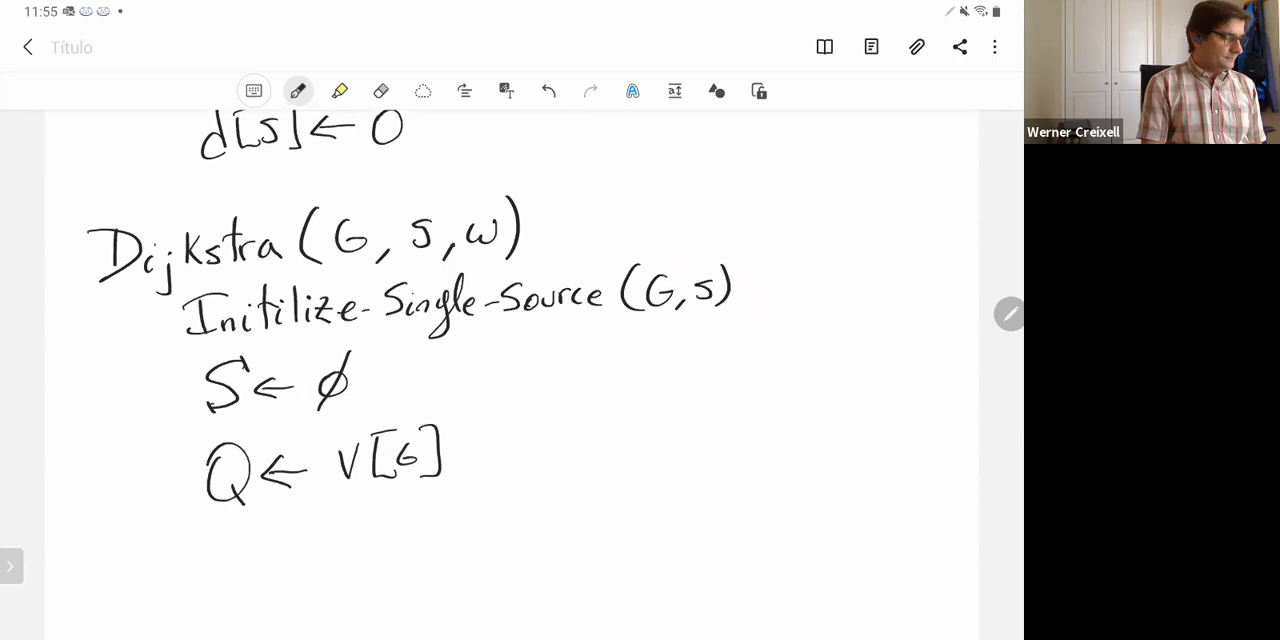 11:55
Título
d[s] ← 0
Werner Creixell
Dijkstra (G, s, w)
Initilize-Single-Source (G, s)
S ← ϕ
Q ← V[G]